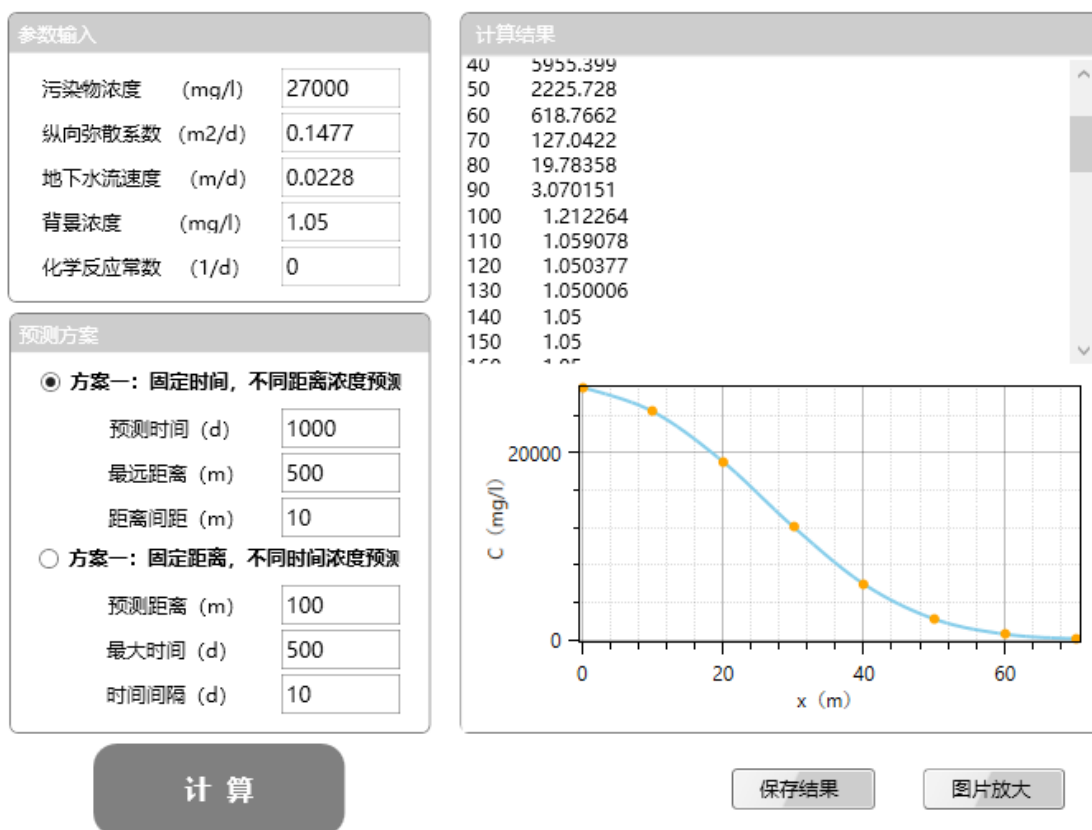 参数输入
污染物浓度 (mg/l) 27000
纵向弥散系数 (m2/d) 0.1477
地下水流速度 (m/d) 0.0228
背景浓度 (mg/l) 1.05
化学反应常数 (1/d) 0
预测方案
方案一：固定时间，不同距离浓度预测
预测时间（d） 1000
最远距离（m） 500
距离间距（m） 10
方案一：固定距离，不同时间浓度预测
预测距离（m） 100
最大时间（d） 500
时间间隔（d） 10
计 算
计算结果
40 5955.399
50 2225.728
60 618.7662
70 127.0422
80 19.78358
90 3.070151
100 1.212264
110 1.059078
120 1.050377
130 1.050006
140 1.05
150 1.05
160 1.05
20000
0
C（mg/l）
0 20 40 60
x（m）
保存结果 图片放大